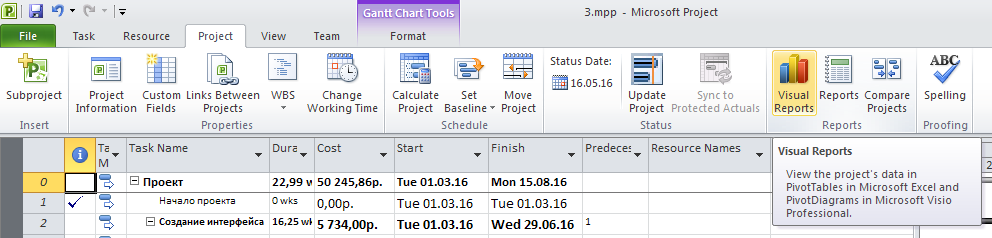 Gantt Chart Tools
3.mpp - Microsoft Project
File Task Resource Project View Team Format
Subproject
Project Information
Custom Fields
Links Between Projects
WBS
Change Working Time
Calculate Project
Set Baseline
Move Project
Status Date:
16.05.16
Update Project
Sync to Protected Actuals
Visual Reports
Reports
Compare Projects
ABC
Spelling
Insert Properties Schedule Status Reports Proofing
Ta M Task Name Dura Cost Start Finish Predeces Resource Names
0 Проект 22,99 w 50 245,86р. Tue 01.03.16 Mon 15.08.16
1 Начало проекта 0 wks 0,00р. Tue 01.03.16 Tue 01.03.16
2 Создание интерфейса 16,25 wk 5 734,00р. Tue 01.03.16 Wed 29.06.16 1
Visual Reports
View the project's data in
PivotTables in Microsoft Excel and
PivotDiagrams in Microsoft Visio
Professional.
2